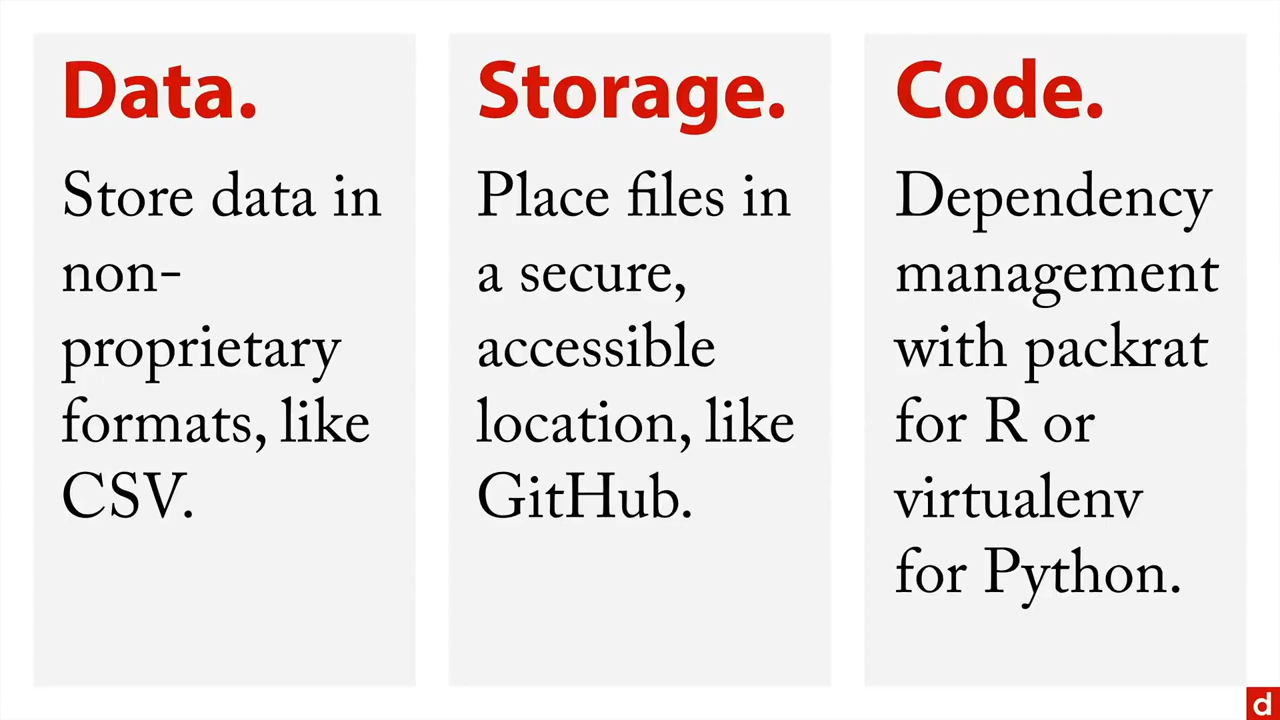 Data.
Store data in
non-
proprietary
formats, like
CSV.
Storage.
Place files in
a secure,
accessible
location, like
GitHub.
Code.
Dependency
management
with packrat
for R or
virtualenv
for Python.
d